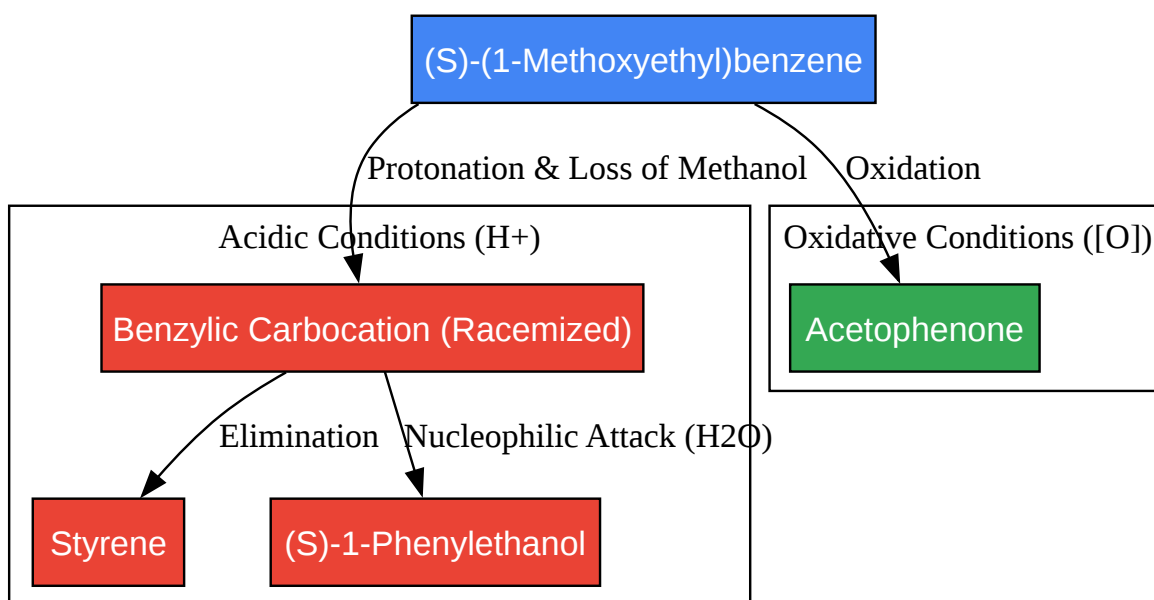 (S)-(1-Methoxyethyl)benzene
Protonation & Loss of Methanol
Oxidation
Acidic Conditions (H+)
Oxidative Conditions ([O])
Benzylic Carbocation (Racemized)
Acetophenone
Elimination
Nucleophilic Attack (H2O)
Styrene
(S)-1-Phenylethanol